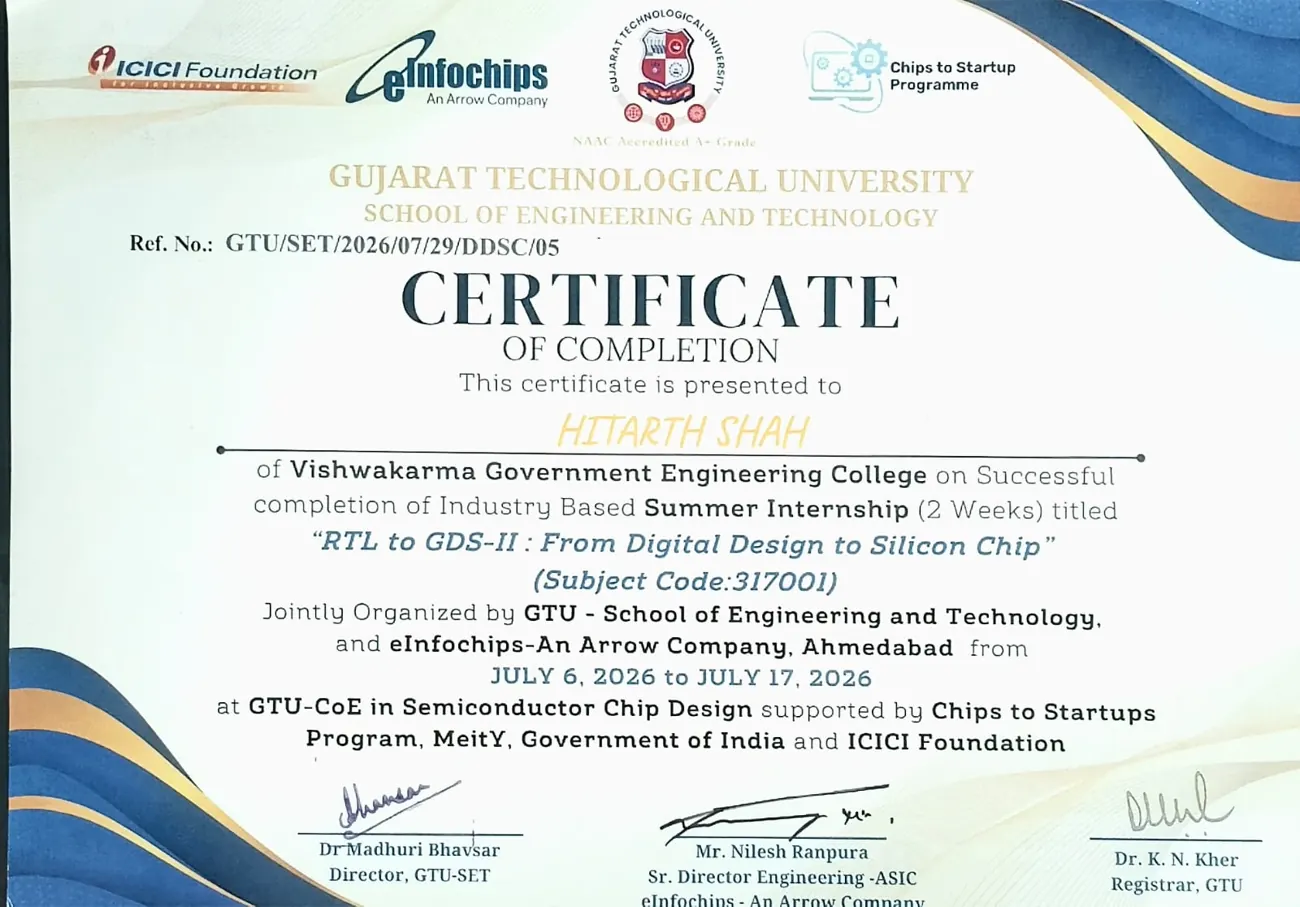 ICICI Foundation
for Inclusive Growth
eInfochips
An Arrow Company
GUJARAT TECHNOLOGICAL UNIVERSITY
Chips to Startup
Programme
NAAC Accredited A+ Grade
GUJARAT TECHNOLOGICAL UNIVERSITY
SCHOOL OF ENGINEERING AND TECHNOLOGY
Ref. No.: GTU/SET/2026/07/29/DDSC/05
CERTIFICATE
OF COMPLETION
This certificate is presented to
HITARTH SHAH
of Vishwakarma Government Engineering College on Successful
completion of Industry Based Summer Internship (2 Weeks) titled
“RTL to GDS-II : From Digital Design to Silicon Chip”
(Subject Code:317001)
Jointly Organized by GTU - School of Engineering and Technology,
and eInfochips-An Arrow Company, Ahmedabad from
JULY 6, 2026 to JULY 17, 2026
at GTU-CoE in Semiconductor Chip Design supported by Chips to Startups
Program, MeitY, Government of India and ICICI Foundation
Dr Madhuri Bhavsar
Director, GTU-SET
Mr. Nilesh Ranpura
Sr. Director Engineering -ASIC
eInfochips - An Arrow Company
Dr. K. N. Kher
Registrar, GTU